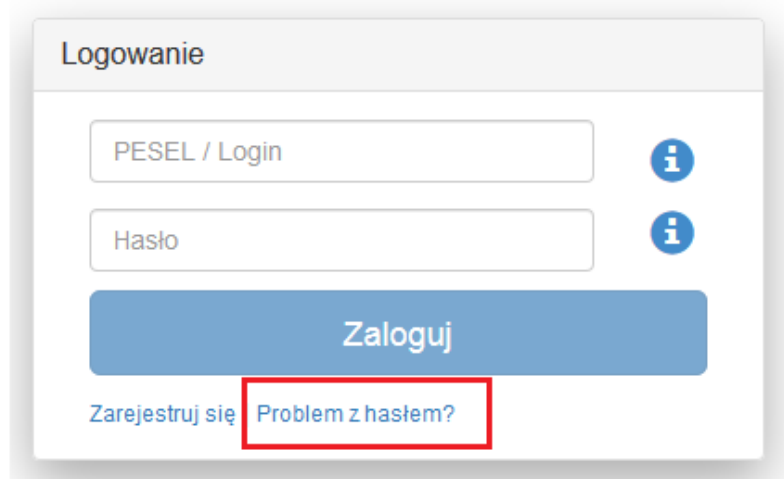 Logowanie
PESEL / Login
Hasło
Zaloguj
Zarejestruj się Problem z hasłem?